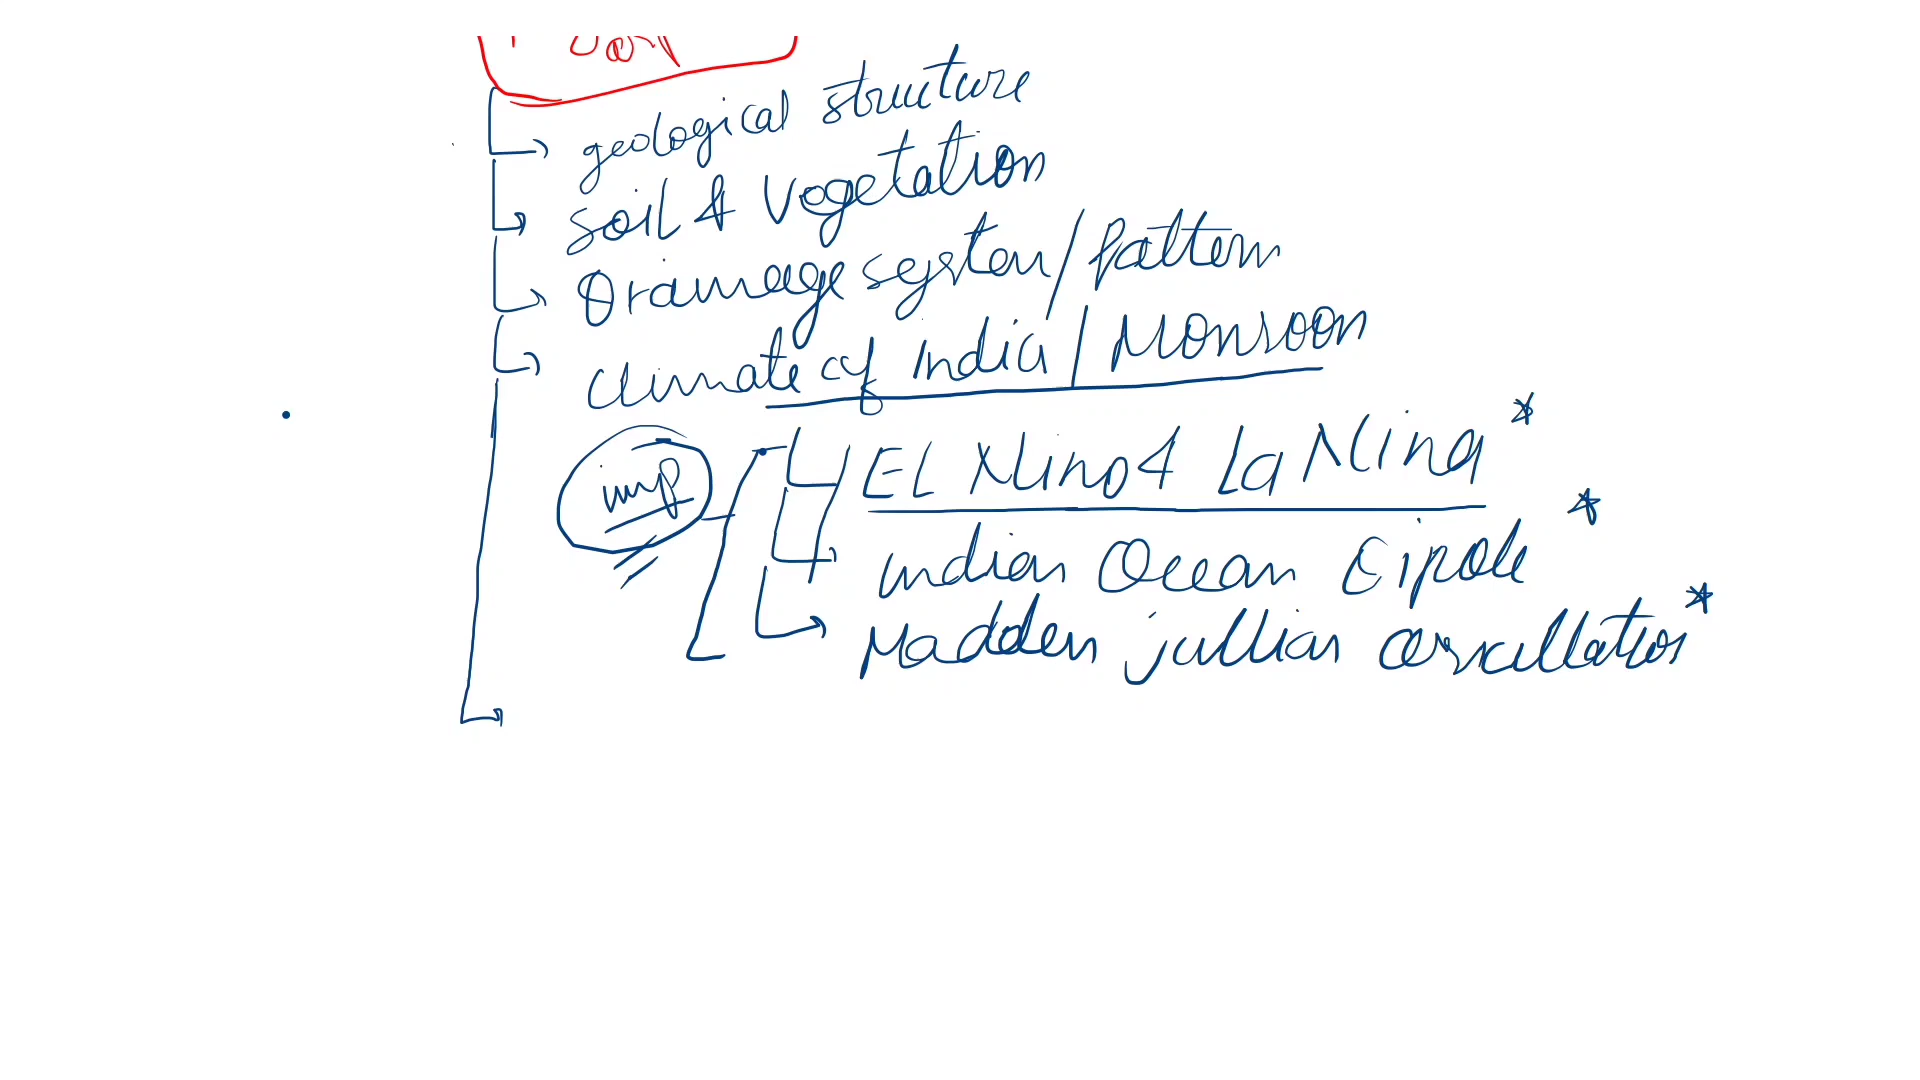 geological structure
soil & Vegetation
Drainage system/Pattern
Climate of India/Monsoon
imp
EL Nino & La Nina *
indian Ocean Dipole *
Madden jullian *